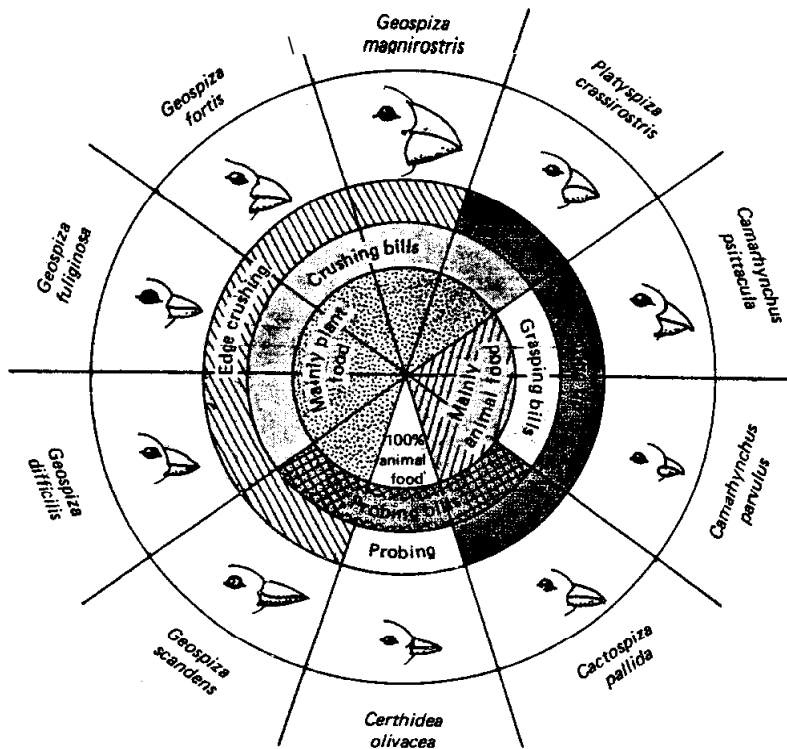 Geospiza
magnirostris
Platyspiza
crassirostris
Camarhynchus
psittacula
Camarhynchus
parvulus
Cactospiza
pallida
Certhidea
olivacea
Geospiza
scandens
Geospiza
difficilis
Geospiza
fuliginosa
Geospiza
fortis
Edge crushing
Crushing bills
Grasping bills
Probing bills
Probing
Mainly plant
food
Mainly
animal food
100%
animal
food